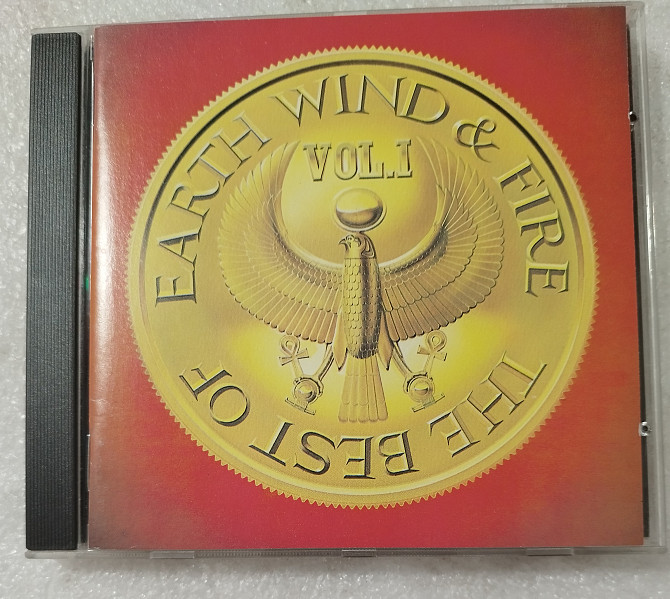 EARTH WIND & FIRE
VOL.I
THE BEST OF